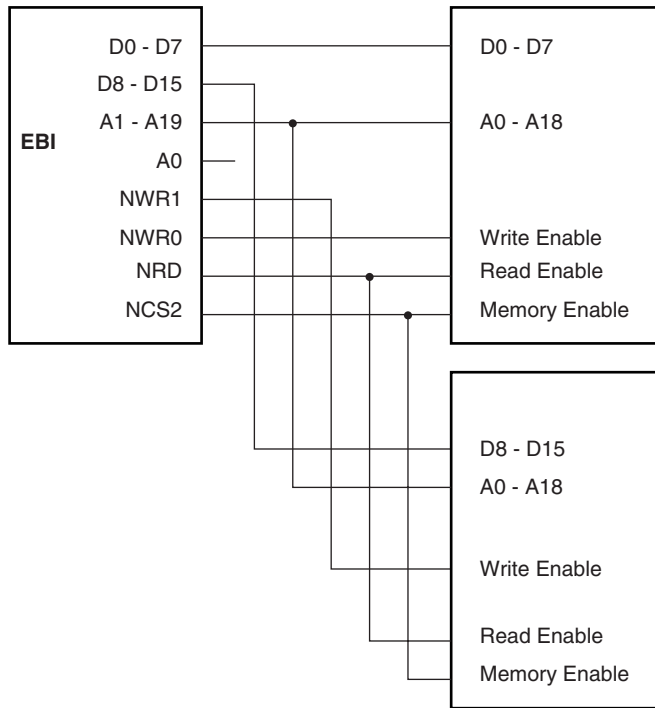 D0 - D7
D8 - D15
A1 - A19
EBI
A0
NWR1
NWR0
NRD
NCS2
D0 - D7
A0 - A18
Write Enable
Read Enable
Memory Enable
D8 - D15
A0 - A18
Write Enable
Read Enable
Memory Enable